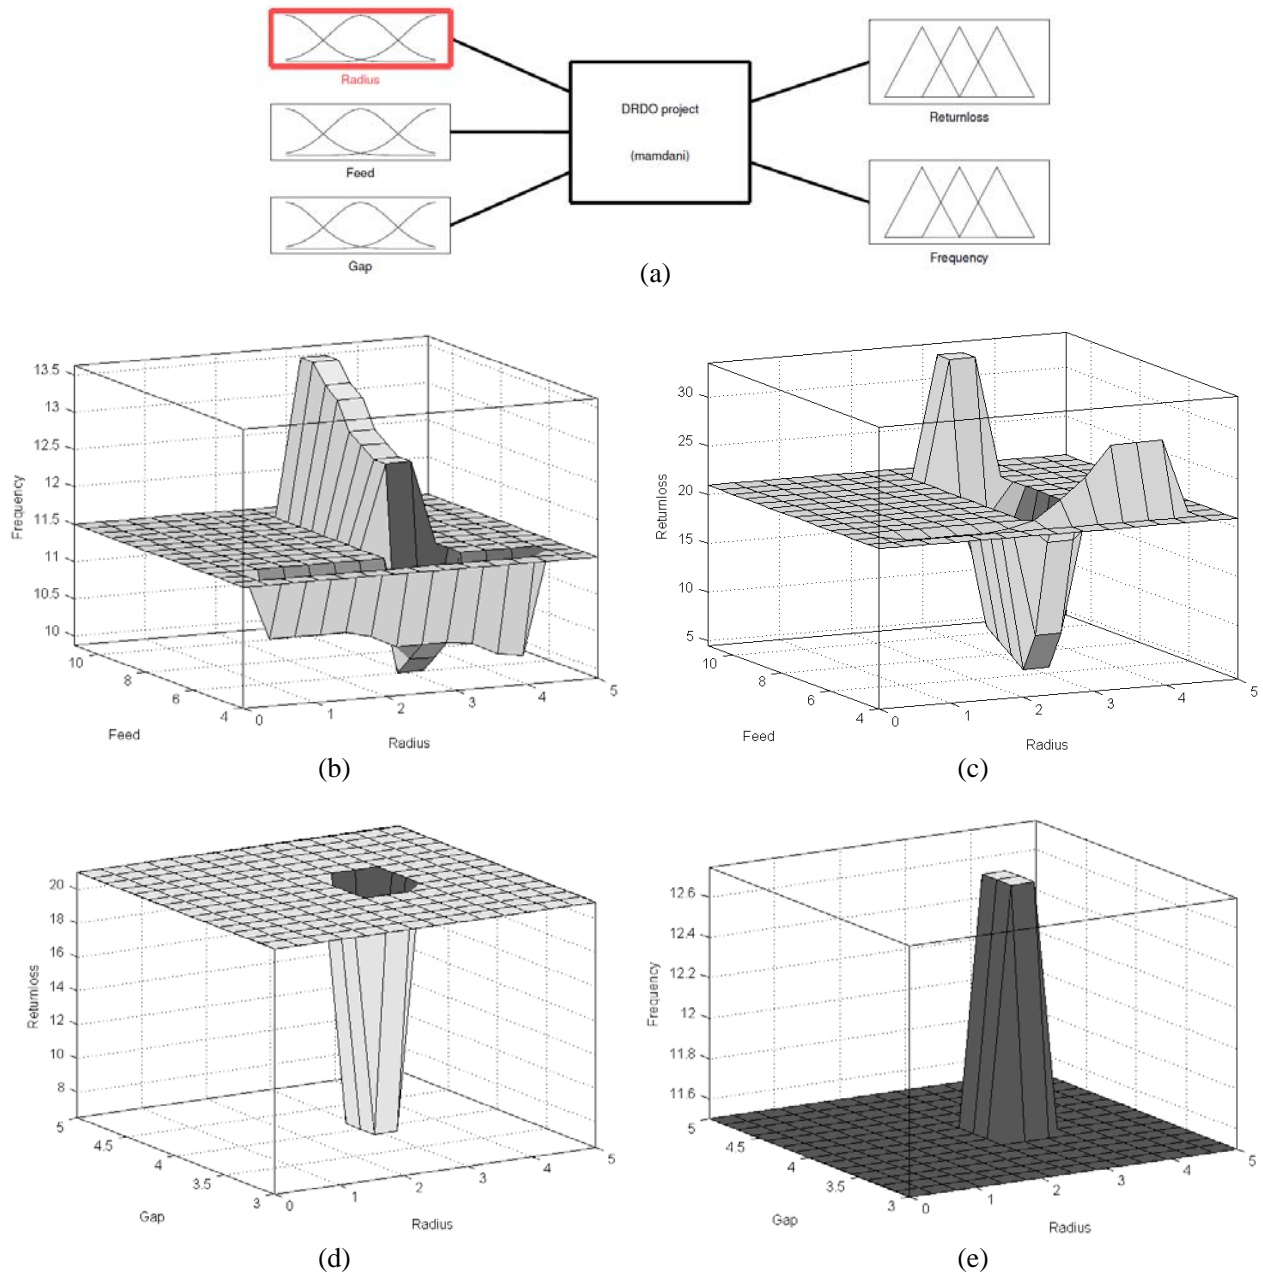 Radius
Feed
Gap
DRDO project
(mamdani)
Returnloss
Frequency
(a)
13.5
13
12.5
12
11.5
11
10.5
10
Frequency
10
8
6
4
Feed
0
1
2
3
4
5
Radius
(b)
30
25
20
15
10
5
Returnloss
10
8
6
4
Feed
0
1
2
3
4
5
Radius
(c)
20
18
16
14
12
10
8
Returnloss
5
4.5
4
3.5
3
Gap
0
1
2
3
4
5
Radius
(d)
12.6
12.4
12.2
12
11.8
11.6
Frequency
5
4.5
4
3.5
3
Gap
0
1
2
3
4
5
Radius
(e)